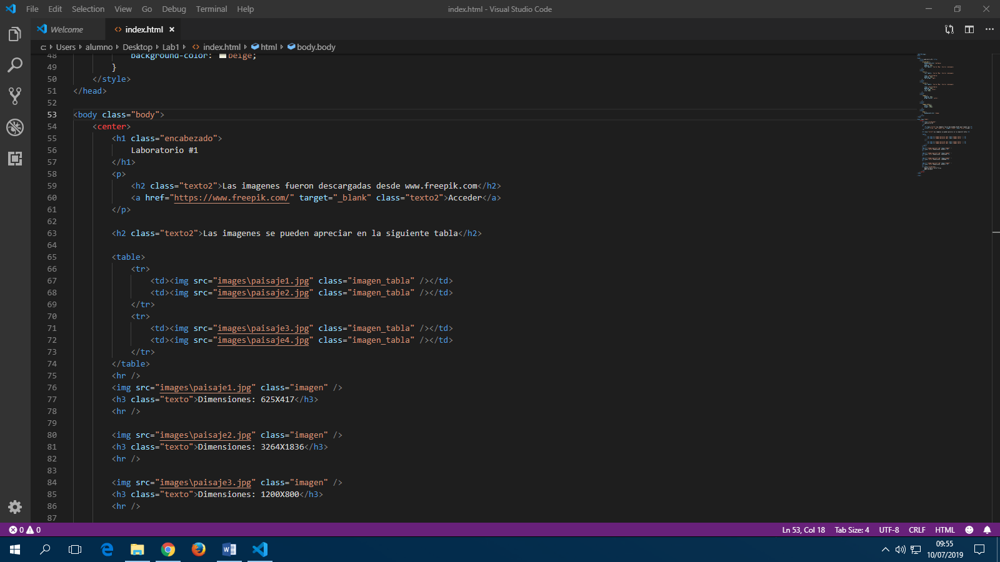 File Edit Selection View Go Debug Terminal Help
index.html - Visual Studio Code
Welcome
index.html
c: Users alumno Desktop Lab1 index.html html body.body
48 background-color: beige;
49 }
50 </style>
51 </head>
52
53 <body class="body">
54 <center>
55 <h1 class="encabezado">
56 Laboratorio #1
57 </h1>
58 <p>
59 <h2 class="texto2">Las imagenes fueron descargadas desde www.freepik.com</h2>
60 <a href="https://www.freepik.com/" target="_blank" class="texto2">Acceder</a>
61 </p>
62
63 <h2 class="texto2">Las imagenes se pueden apreciar en la siguiente tabla</h2>
64
65 <table>
66 <tr>
67 <td><img src="images\paisaje1.jpg" class="imagen_tabla" /></td>
68 <td><img src="images\paisaje2.jpg" class="imagen_tabla" /></td>
69 </tr>
70 <tr>
71 <td><img src="images\paisaje3.jpg" class="imagen_tabla" /></td>
72 <td><img src="images\paisaje4.jpg" class="imagen_tabla" /></td>
73 </tr>
74 </table>
75 <hr />
76 <img src="images\paisaje1.jpg" class="imagen" />
77 <h3 class="texto">Dimensiones: 625X417</h3>
78 <hr />
79
80 <img src="images\paisaje2.jpg" class="imagen" />
81 <h3 class="texto">Dimensiones: 3264X1836</h3>
82 <hr />
83
84 <img src="images\paisaje3.jpg" class="imagen" />
85 <h3 class="texto">Dimensiones: 1200X800</h3>
86 <hr />
87
0 0
Ln 53, Col 18 Tab Size: 4 UTF-8 CRLF HTML
09:55
10/07/2019